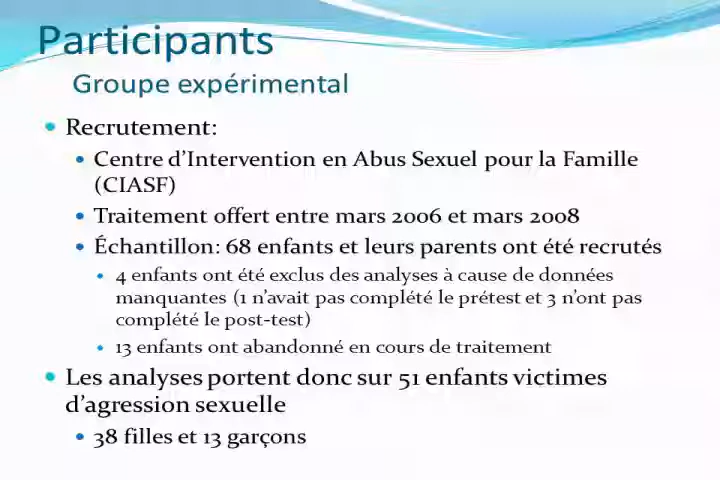 Participants
Groupe expérimental
• Recrutement:
• Centre d'Intervention en Abus Sexuel pour la Famille
(CIASF)
• Traitement offert entre mars 2006 et mars 2008
• Échantillon: 68 enfants et leurs parents ont été recrutés
• 4 enfants ont été exclus des analyses à cause de données
manquantes (1 n'avait pas complété le prétest et 3 n'ont pas
complété le post-test)
• 13 enfants ont abandonné en cours de traitement
• Les analyses portent donc sur 51 enfants victimes
d'agression sexuelle
• 38 filles et 13 garçons